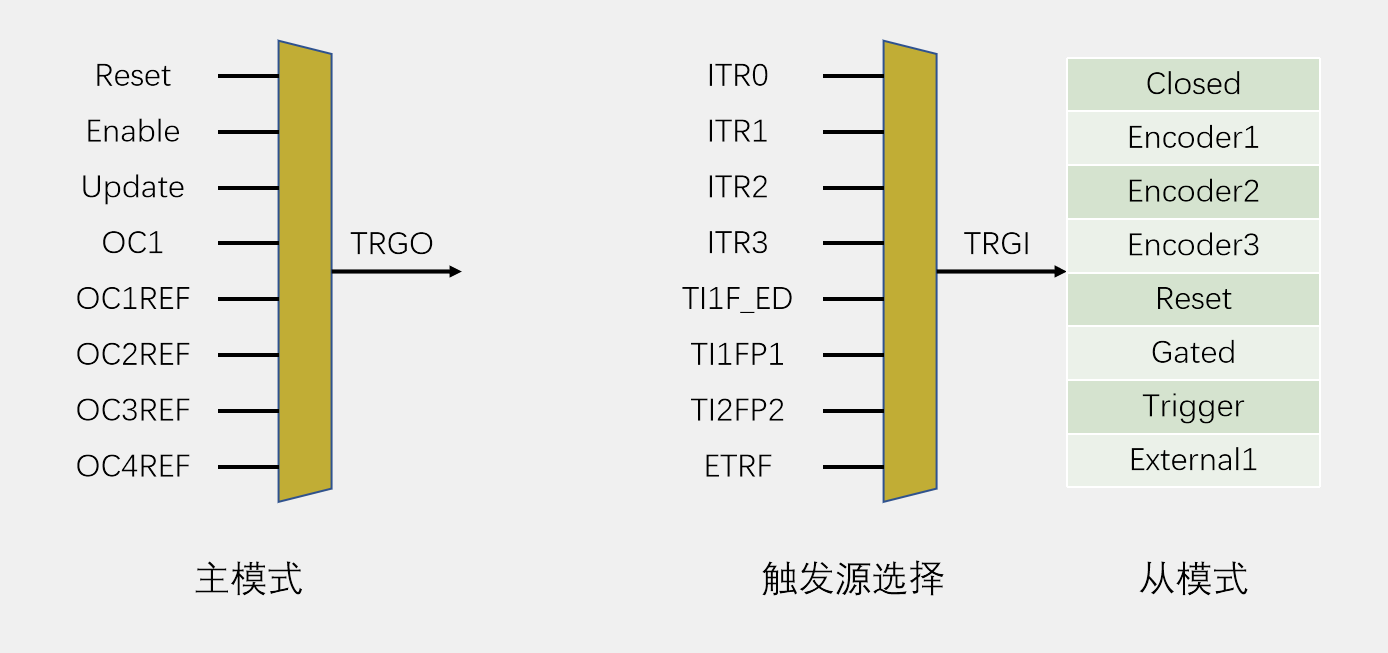 Reset
Enable
Update
OC1
OC1REF
OC2REF
OC3REF
OC4REF
TRGO
主模式
ITR0
ITR1
ITR2
ITR3
TI1F_ED
TI1FP1
TI2FP2
ETRF
TRGI
触发源选择
Closed
Encoder1
Encoder2
Encoder3
Reset
Gated
Trigger
External1
从模式